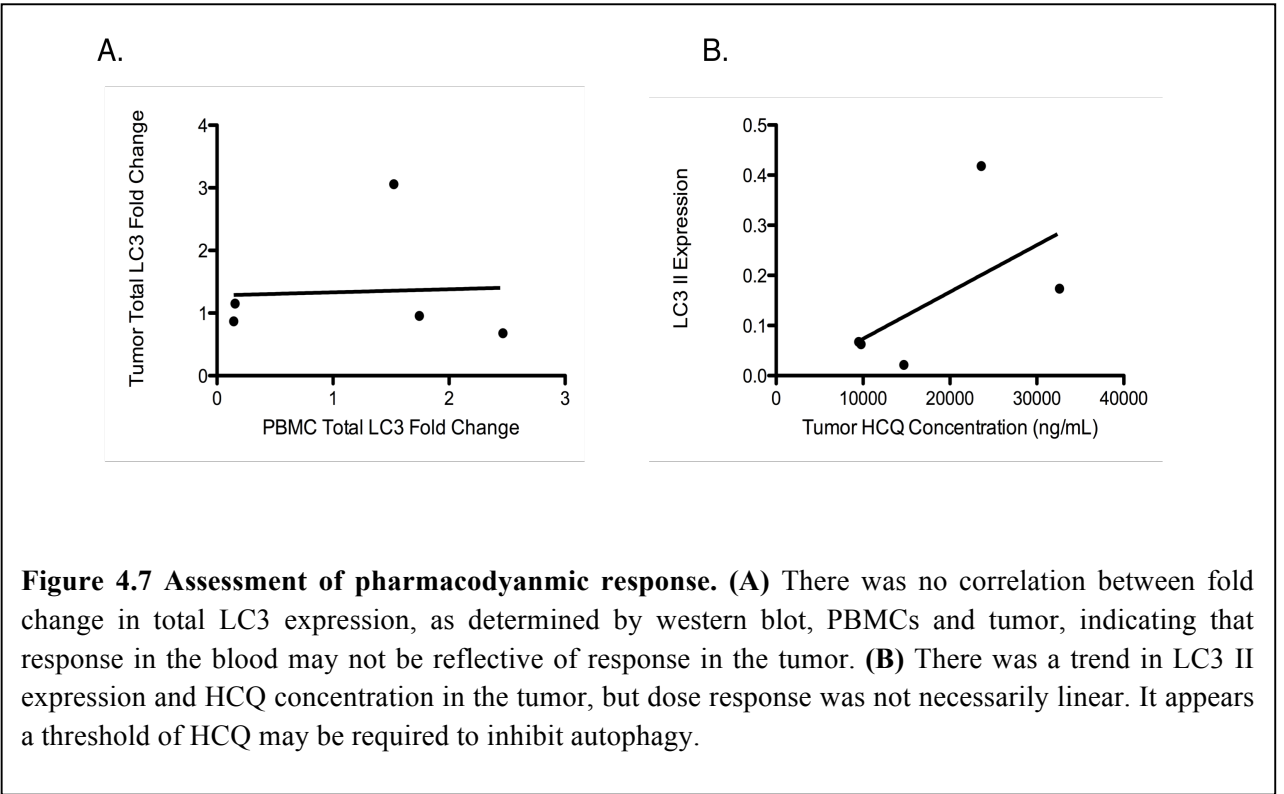 A.
B.
Tumor Total LC3 Fold Change
4
3
2
1
0
0 1 2 3
PBMC Total LC3 Fold Change
LC3 II Expression
0.5
0.4
0.3
0.2
0.1
0.0
0 10000 20000 30000 40000
Tumor HCQ Concentration (ng/mL)
Figure 4.7 Assessment of pharmacodyanmic response. (A) There was no correlation between fold
change in total LC3 expression, as determined by western blot, PBMCs and tumor, indicating that
response in the blood may not be reflective of response in the tumor. (B) There was a trend in LC3 II
expression and HCQ concentration in the tumor, but dose response was not necessarily linear. It appears
a threshold of HCQ may be required to inhibit autophagy.